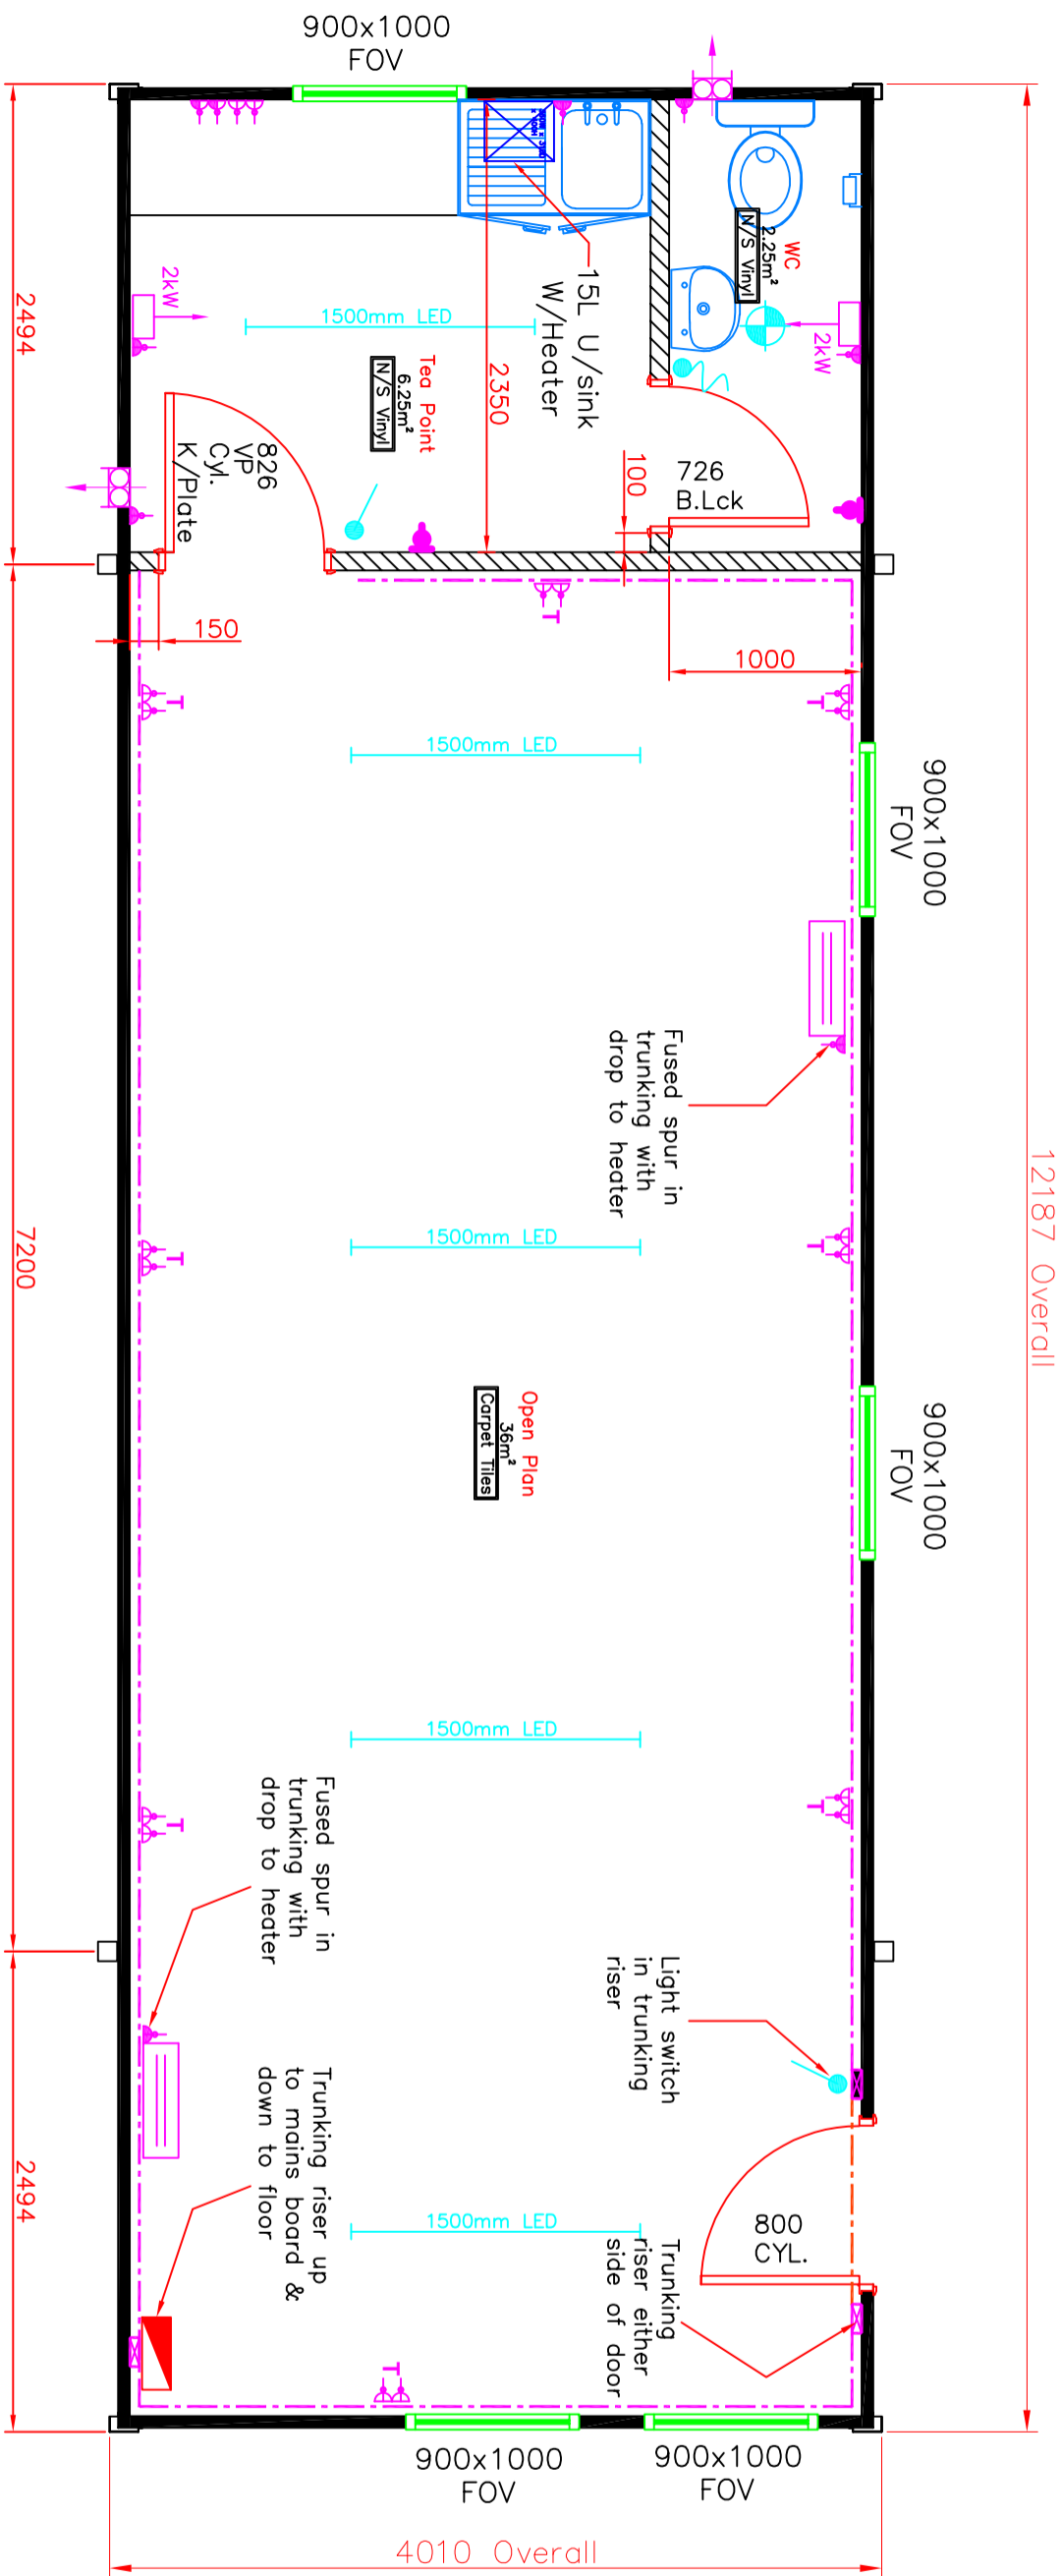 900x1000
FOV
WC
2.25m²
N/S Vinyl
2kW
15L U/sink
W/Heater
2kW
1500mm LED
2494
2350
Tea Point
6.25m²
N/S Vinyl
100
726
B.Lck
826
VP
Cyl.
K/Plate
150
1000
T
T
T
1500mm LED
900x1000
FOV
Fused spur in
trunking with
drop to heater
12187 Overall
7200
1500mm LED
T
T
Open Plan
36m²
Carpet Tiles
900x1000
FOV
1500mm LED
T
T
Fused spur in
trunking with
drop to heater
Light switch
in trunking
riser
Trunking riser up
to mains board &
down to floor
2494
1500mm LED
800
CYL.
Trunking
riser either
side of door
T
900x1000
FOV
900x1000
FOV
4010 Overall